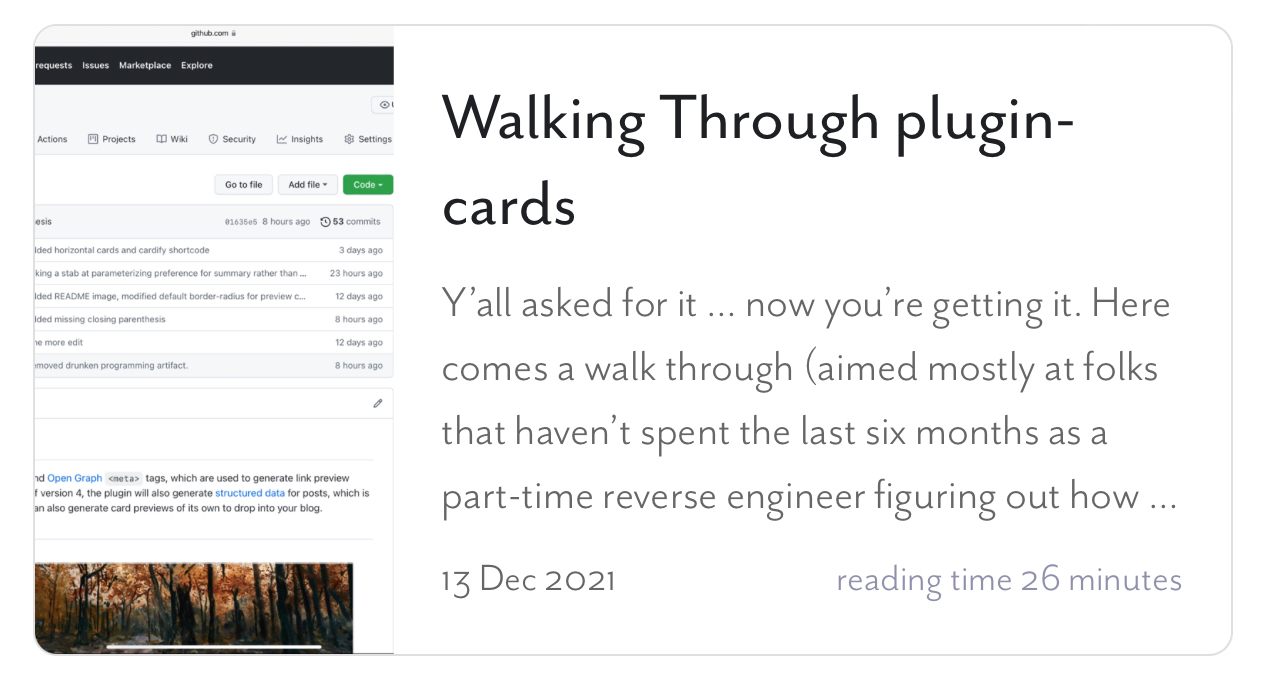 github.com
requests Issues Marketplace Explore
Actions Projects Wiki Security Insights Settings
Go to file Add file Code
esis 01635e5 8 hours ago 53 commits
dded horizontal cards and cardify shortcode 3 days ago
king a stab at parameterizing preference for summary rather than ... 23 hours ago
dded README image, modified default border-radius for preview c... 12 days ago
dded missing closing parenthesis 8 hours ago
ne more edit 12 days ago
emoved drunken programming artifact. 8 hours ago
nd Open Graph <meta> tags, which are used to generate link preview
f version 4, the plugin will also generate structured data for posts, which is
an also generate card previews of its own to drop into your blog.
Walking Through plugin-
cards
Y’all asked for it … now you’re getting it. Here
comes a walk through (aimed mostly at folks
that haven’t spent the last six months as a
part-time reverse engineer figuring out how …
13 Dec 2021 reading time 26 minutes